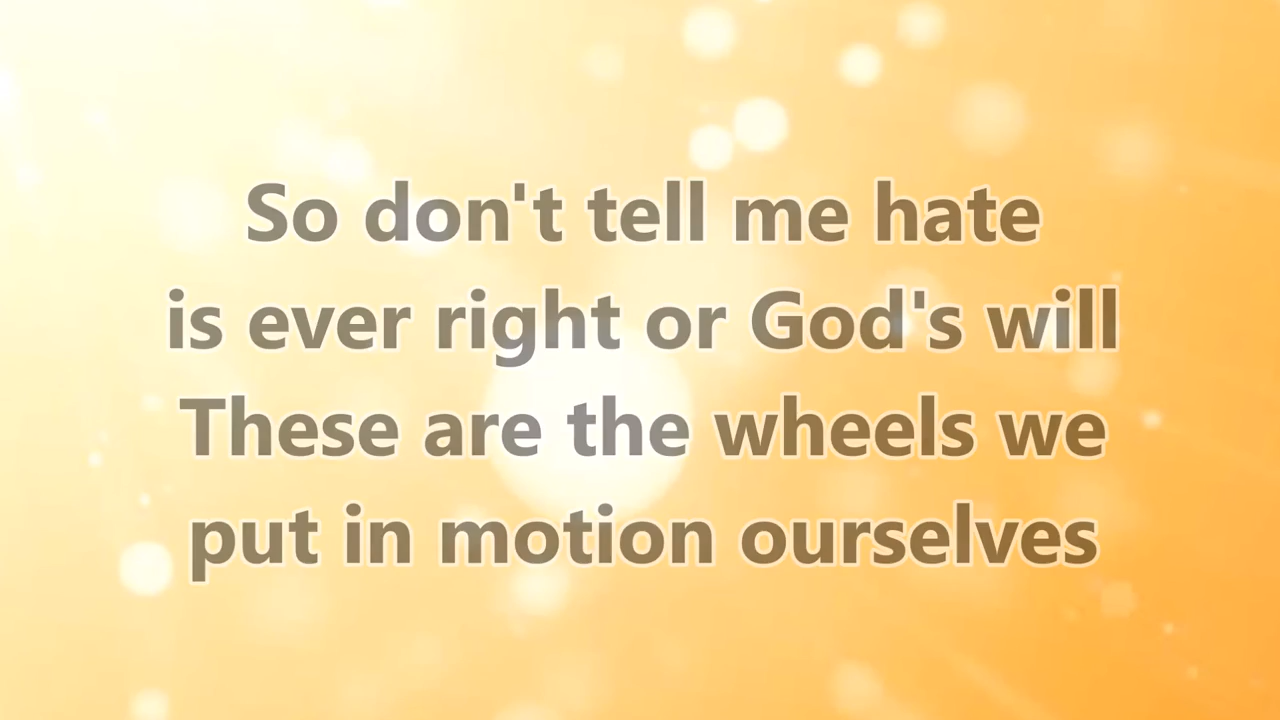 So don't tell me hate
is ever right or God's will
These are the wheels we
put in motion ourselves